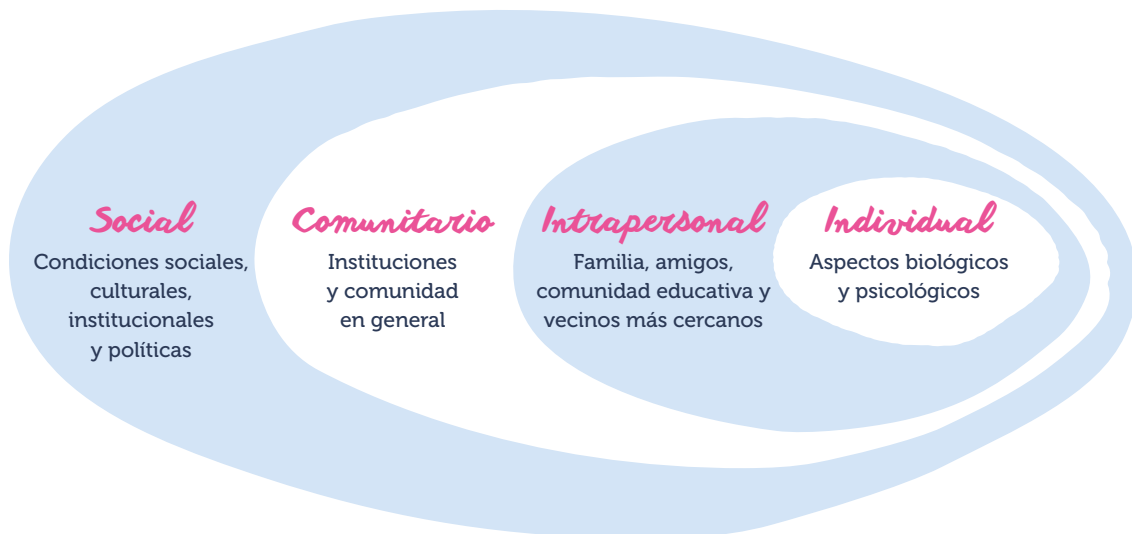 Social
Condiciones sociales,
culturales,
institucionales
y políticas
Comunitario
Instituciones
y comunidad
en general
Intrapersonal
Familia, amigos,
comunidad educativa y
vecinos más cercanos
Individual
Aspectos biológicos
y psicológicos